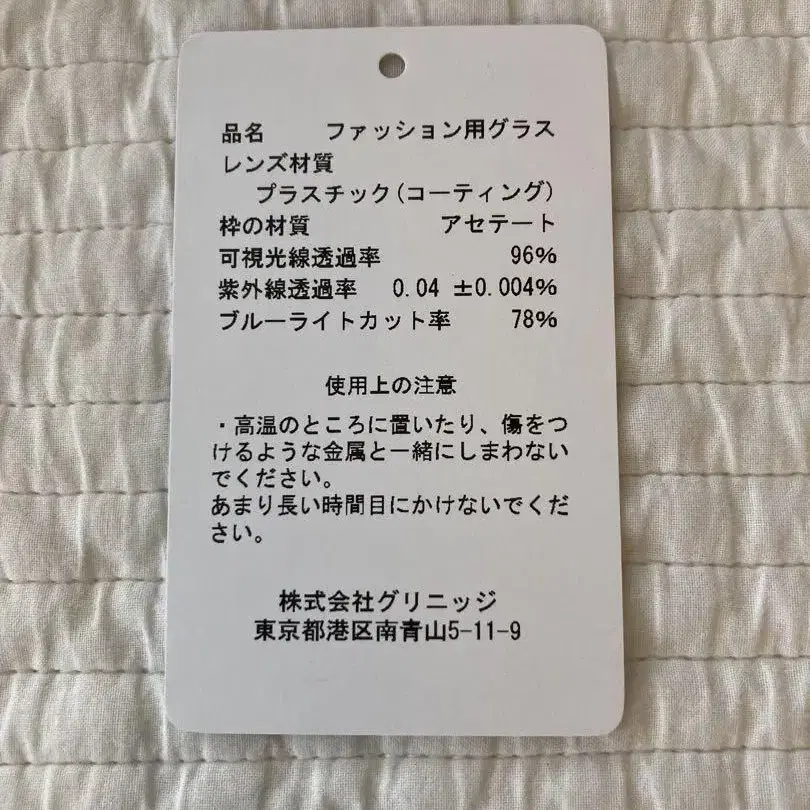 品名 ファッション用グラス
レンズ材質
プラスチック(コーティング)
枠の材質 アセテート
可視光線透過率 96%
紫外線透過率 0.04 ±0.004%
ブルーライトカット率 78%
使用上の注意
・高温のところに置いたり、傷をつ
けるような金属と一緒にしまわない
でください。
あまり長い時間目にかけないでくだ
さい。
株式会社グリニッジ
東京都港区南青山5-11-9